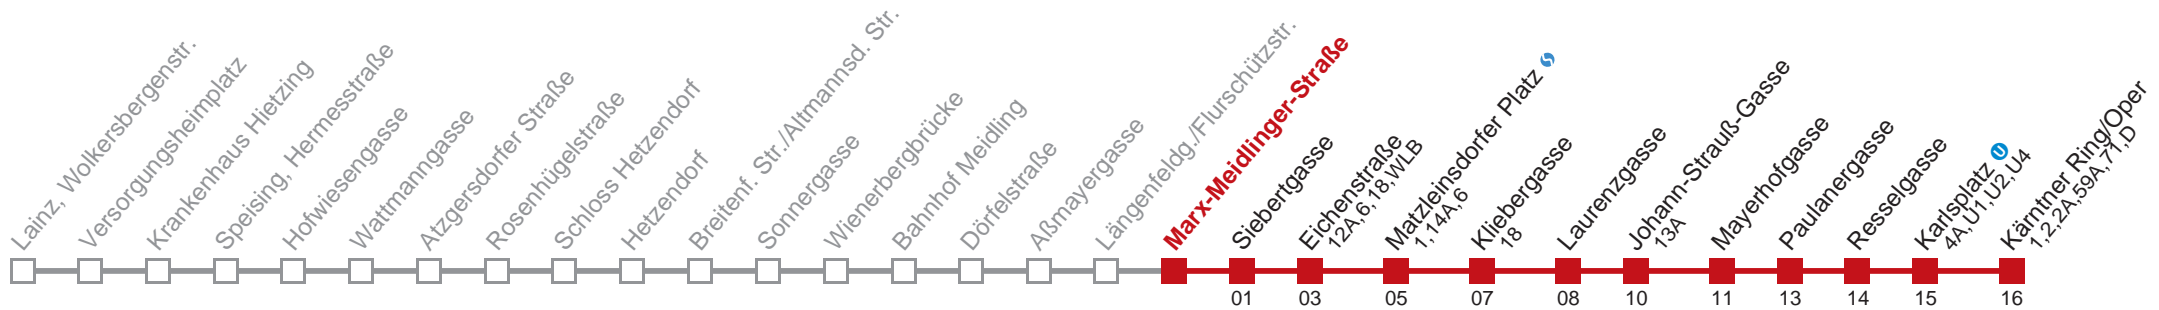 Lainz, Wolkersbergenstr.
Versorgungsheimplatz
Krankenhaus Hietzing
Speising, Hermesstraße
Hofwiesengasse
Wattmanngasse
Atzgersdorfer Straße
Rosenhügelstraße
Schloss Hetzendorf
Hetzendorf
Breitenf. Str./Altmannsd. Str.
Sonnergasse
Wienerbergbrücke
Bahnhof Meidling
Dörfelstraße
Aßmayergasse
Längenfeldg./Flurschützstr.
Marx-Meidlinger-Straße
Siebertgasse
01
Eichenstraße
12A,6,18,WLB
03
Matzleinsdorfer Platz S
1,14A,6
05
Kliebergasse
18
07
Laurenzgasse
08
Johann-Strauß-Gasse
13A
10
Mayerhofgasse
11
Paulanergasse
13
Resselgasse
14
Karlsplatz U
4A,U1,U2,U4
15
Kärntner Ring/Oper
1,2,2A,59A,71,D
16